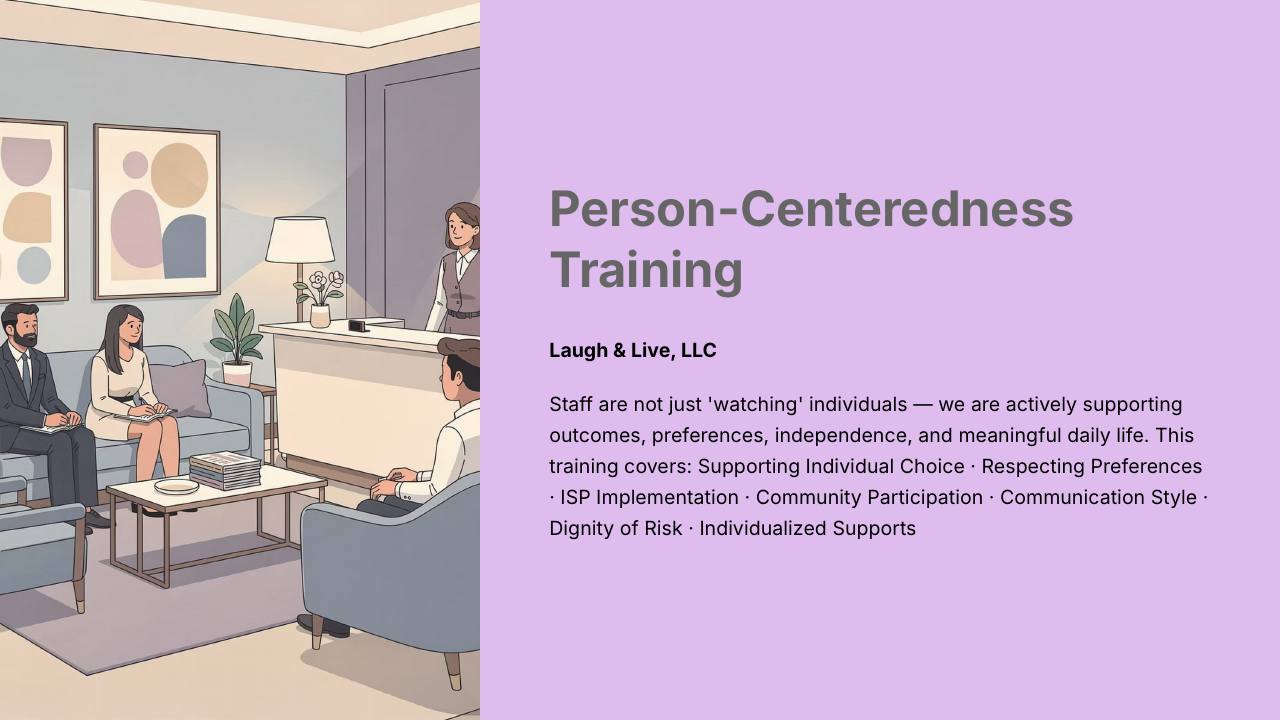 Person-Centeredness
Training
Laugh & Live, LLC
Staff are not just 'watching' individuals — we are actively supporting
outcomes, preferences, independence, and meaningful daily life. This
training covers: Supporting Individual Choice · Respecting Preferences
· ISP Implementation · Community Participation · Communication Style ·
Dignity of Risk · Individualized Supports